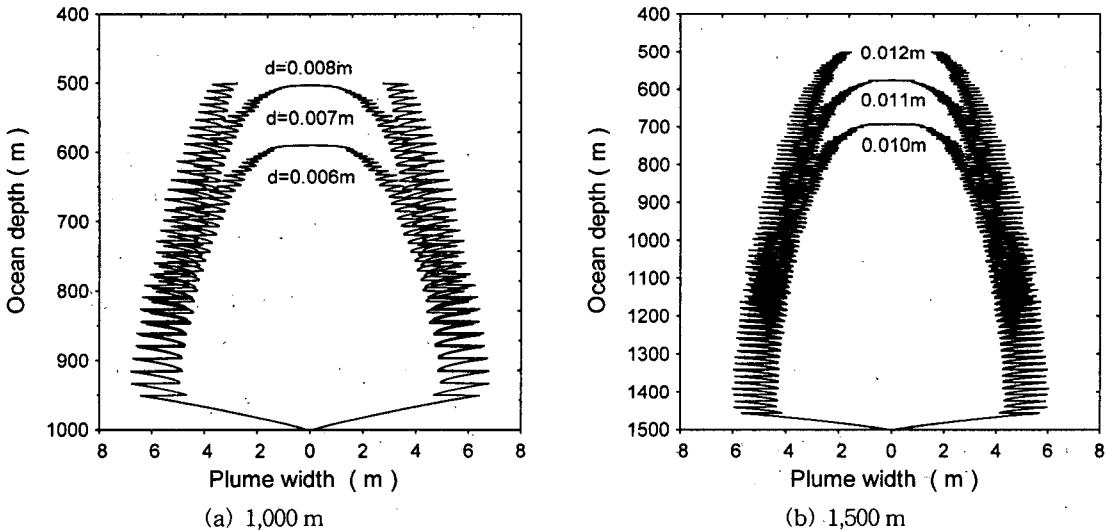 400
500
600
700
800
900
1000
Ocean depth ( m )
d=0.008m
d=0.007m
d=0.006m
8 6 4 2 0 2 4 6 8
Plume width ( m )
(a) 1,000 m
400
500
600
700
800
900
1000
1100
1200
1300
1400
1500
Ocean depth ( m )
0.012m
0.011m
0.010m
8 6 4 2 0 2 4 6 8
Plume width ( m )
(b) 1,500 m